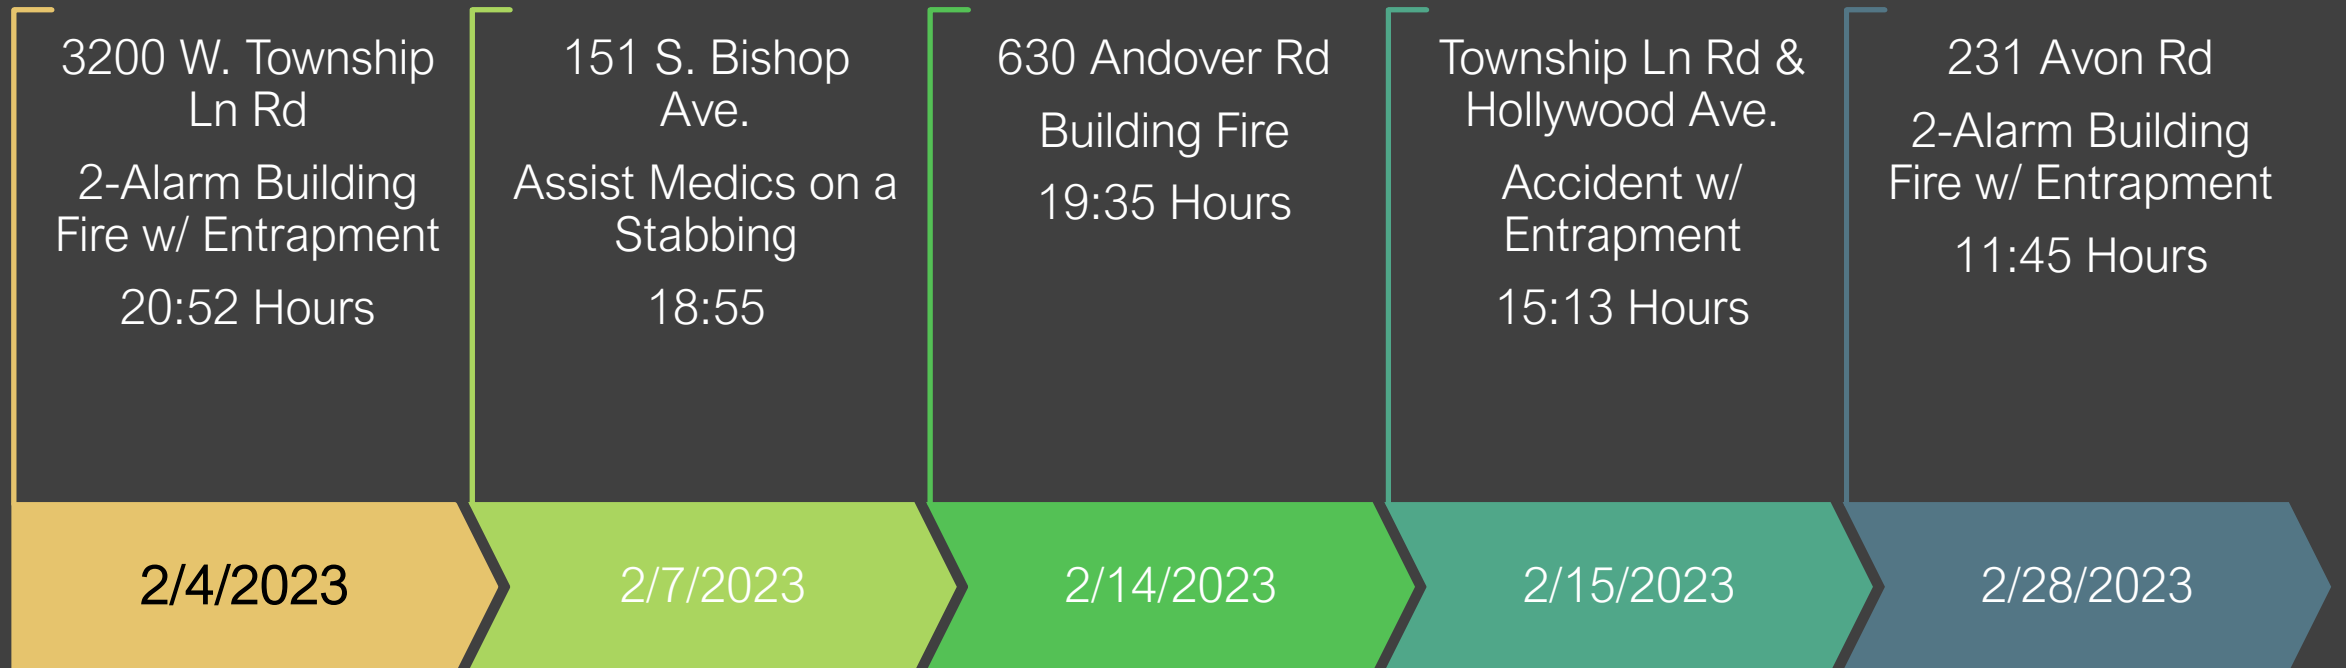 3200 W. Township
Ln Rd
2-Alarm Building
Fire w/ Entrapment
20:52 Hours
151 S. Bishop
Ave.
Assist Medics on a
Stabbing
18:55
630 Andover Rd
Building Fire
19:35 Hours
Township Ln Rd &
Hollywood Ave.
Accident w/
Entrapment
15:13 Hours
231 Avon Rd
2-Alarm Building
Fire w/ Entrapment
11:45 Hours
2/4/2023
2/7/2023
2/14/2023
2/15/2023
2/28/2023